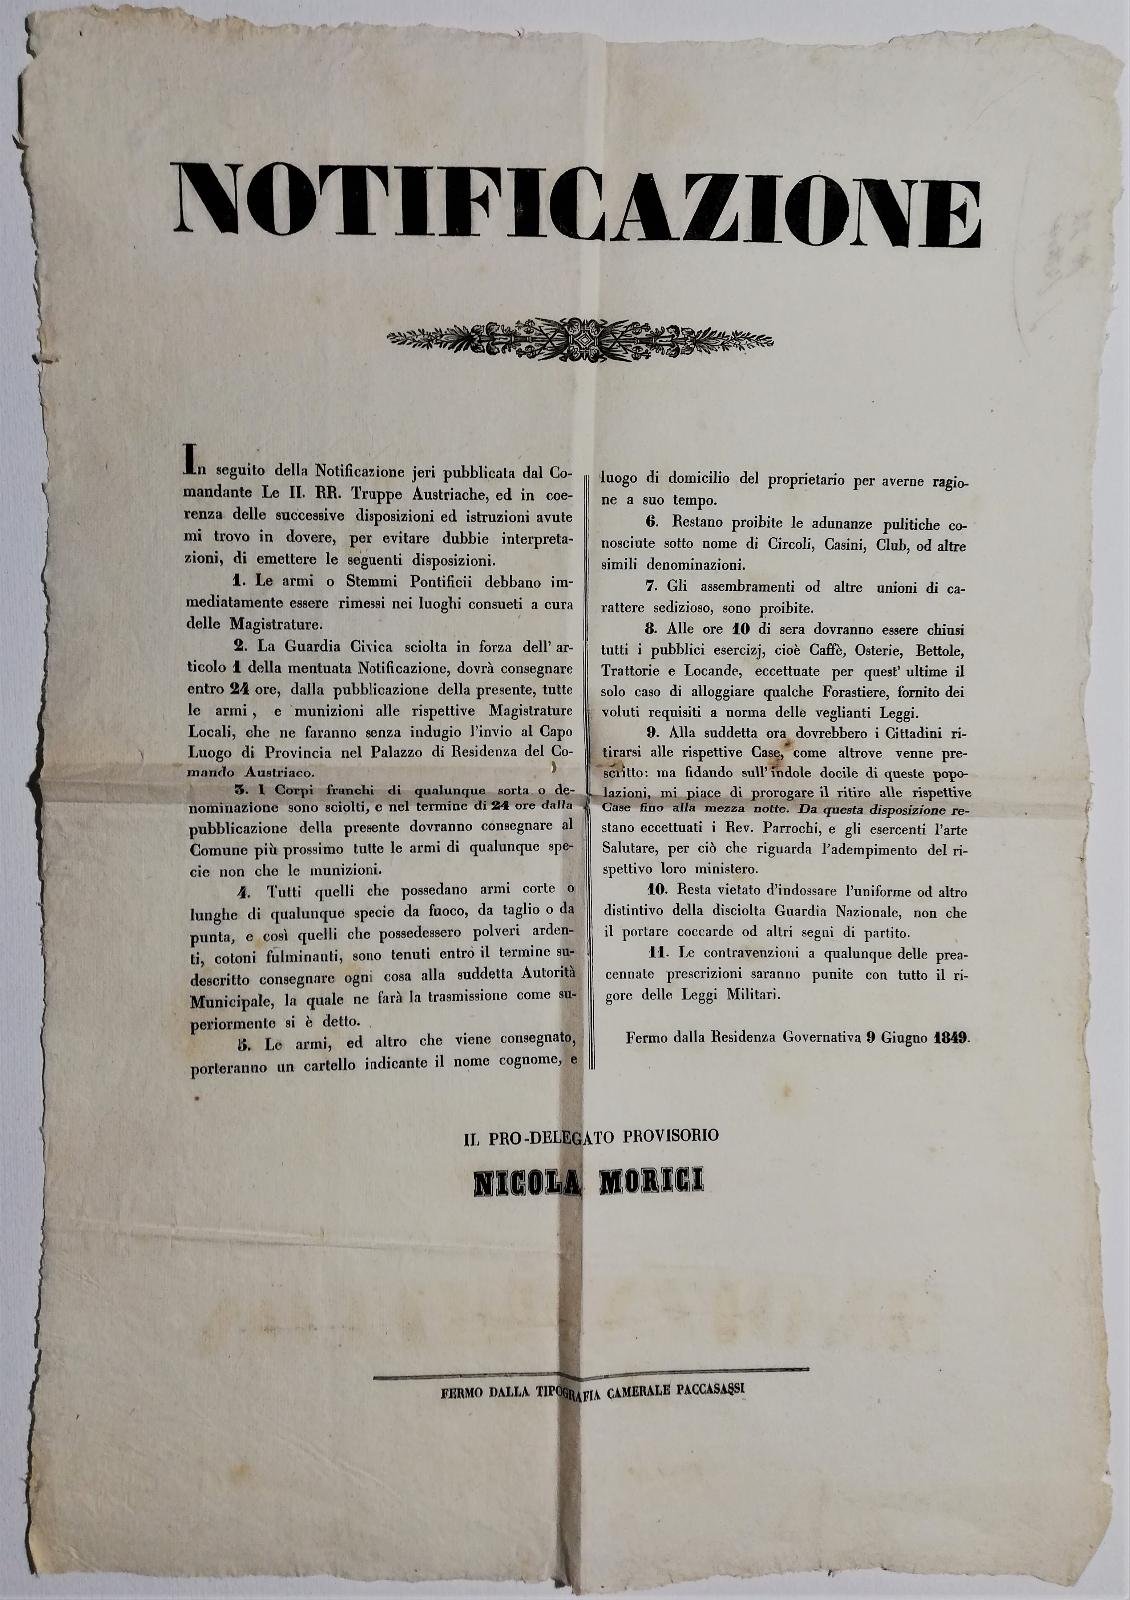 NOTIFICAZIONE
In seguito della Notificazione jeri pubblicata dal Co-
mandante Le II. RR. Truppe Austriache, ed in coe-
renza delle successive disposizioni ed istruzioni avute
mi trovo in dovere, per evitare dubbie interpreta-
zioni, di emettere le seguenti disposizioni.
1. Le armi o Stemmi Pontificii debbano im-
mediatamente essere rimessi nei luoghi consueti a cura
delle Magistrature.
2. La Guardia Civica sciolta in forza dell' ar-
ticolo 1 della mentuata Notificazione, dovrà consegnare
entro 24 ore, dalla pubblicazione della presente, tutte
le armi, e munizioni alle rispettive Magistrature
Locali, che ne faranno senza indugio l'invio al Capo
Luogo di Provincia nel Palazzo di Residenza del Co-
mando Austriaco.
3. I Corpi franchi di qualunque sorta o de-
nominazione sono sciolti, e nel termine di 24 ore dalla
pubblicazione della presente dovranno consegnare al
Comune più prossimo tutte le armi di qualunque spe-
cie non che le munizioni.
4. Tutti quelli che possedano armi corte o
lunghe di qualunque specie da fuoco, da taglio o da
punta, e così quelli che possedessero polveri arden-
ti, cotoni fulminanti, sono tenuti entro il termine su-
descritto consegnare ogni cosa alla suddetta Autorità
Municipale, la quale ne farà la trasmissione come su-
periormente si è detto.
5. Le armi, ed altro che viene consegnato,
porteranno un cartello indicante il nome cognome, e
luogo di domicilio del proprietario per averne ragio-
ne a suo tempo.
6. Restano proibite le adunanze pulitiche co-
nosciute sotto nome di Circoli, Casini, Club, od altre
simili denominazioni.
7. Gli assembramenti od altre unioni di ca-
rattere sedizioso, sono proibite.
8. Alle ore 10 di sera dovranno essere chiusi
tutti i pubblici esercizj, cioè Caffè, Osterie, Bettole,
Trattorie e Locande, eccettuate per quest' ultime il
solo caso di alloggiare qualche Forastiere, fornito dei
voluti requisiti a norma delle veglianti Leggi.
9. Alla suddetta ora dovrebbero i Cittadini ri-
tirarsi alle rispettive Case, come altrove venne pre-
scritto: ma fidando sull' indole docile di queste popo-
lazioni, mi piace di prorogare il ritiro alle rispettive
Case fino alla mezza notte. Da questa disposizione re-
stano eccettuati i Rev. Parrochi, e gli esercenti l'arte
Salutare, per ciò che riguarda l'adempimento del ri-
spettivo loro ministero.
10. Resta vietato d'indossare l'uniforme od altro
distintivo della disciolta Guardia Nazionale, non che
il portare coccarde od altri segni di partito.
11. Le contravenzioni a qualunque delle prea-
cennate prescrizioni saranno punite con tutto il ri-
gore delle Leggi Militari.
Fermo dalla Residenza Governativa 9 Giugno 1849.
IL PRO-DELEGATO PROVISORIO
NICOLA MORICI
FERMO DALLA TIPOGRAFIA CAMERALE PACCASASSI